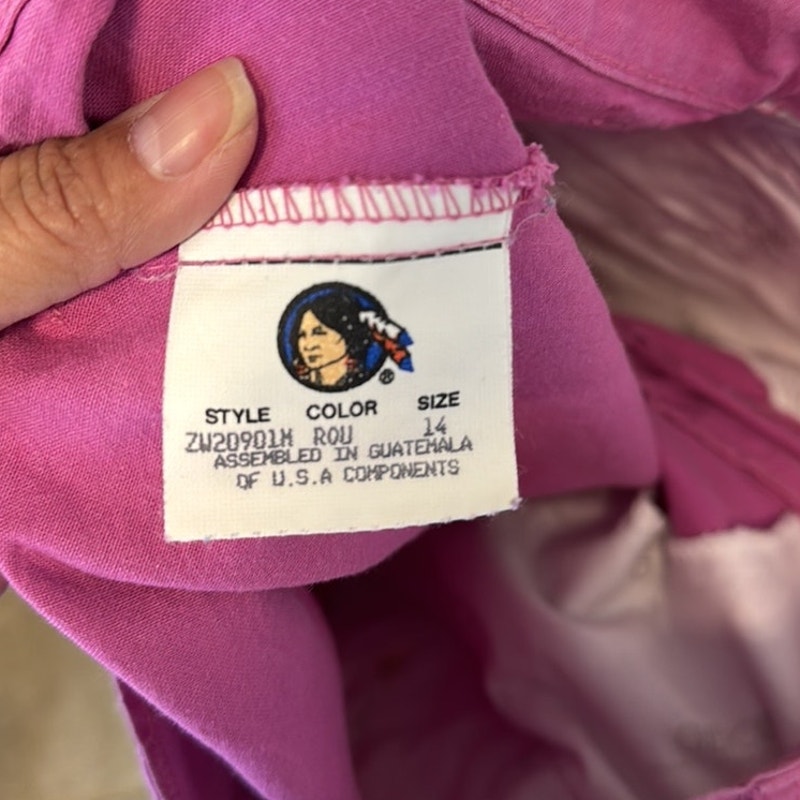 ®
STYLE COLOR SIZE
ZW20901M ROU 14
ASSEMBLED IN GUATEMALA
OF U.S.A COMPONENTS